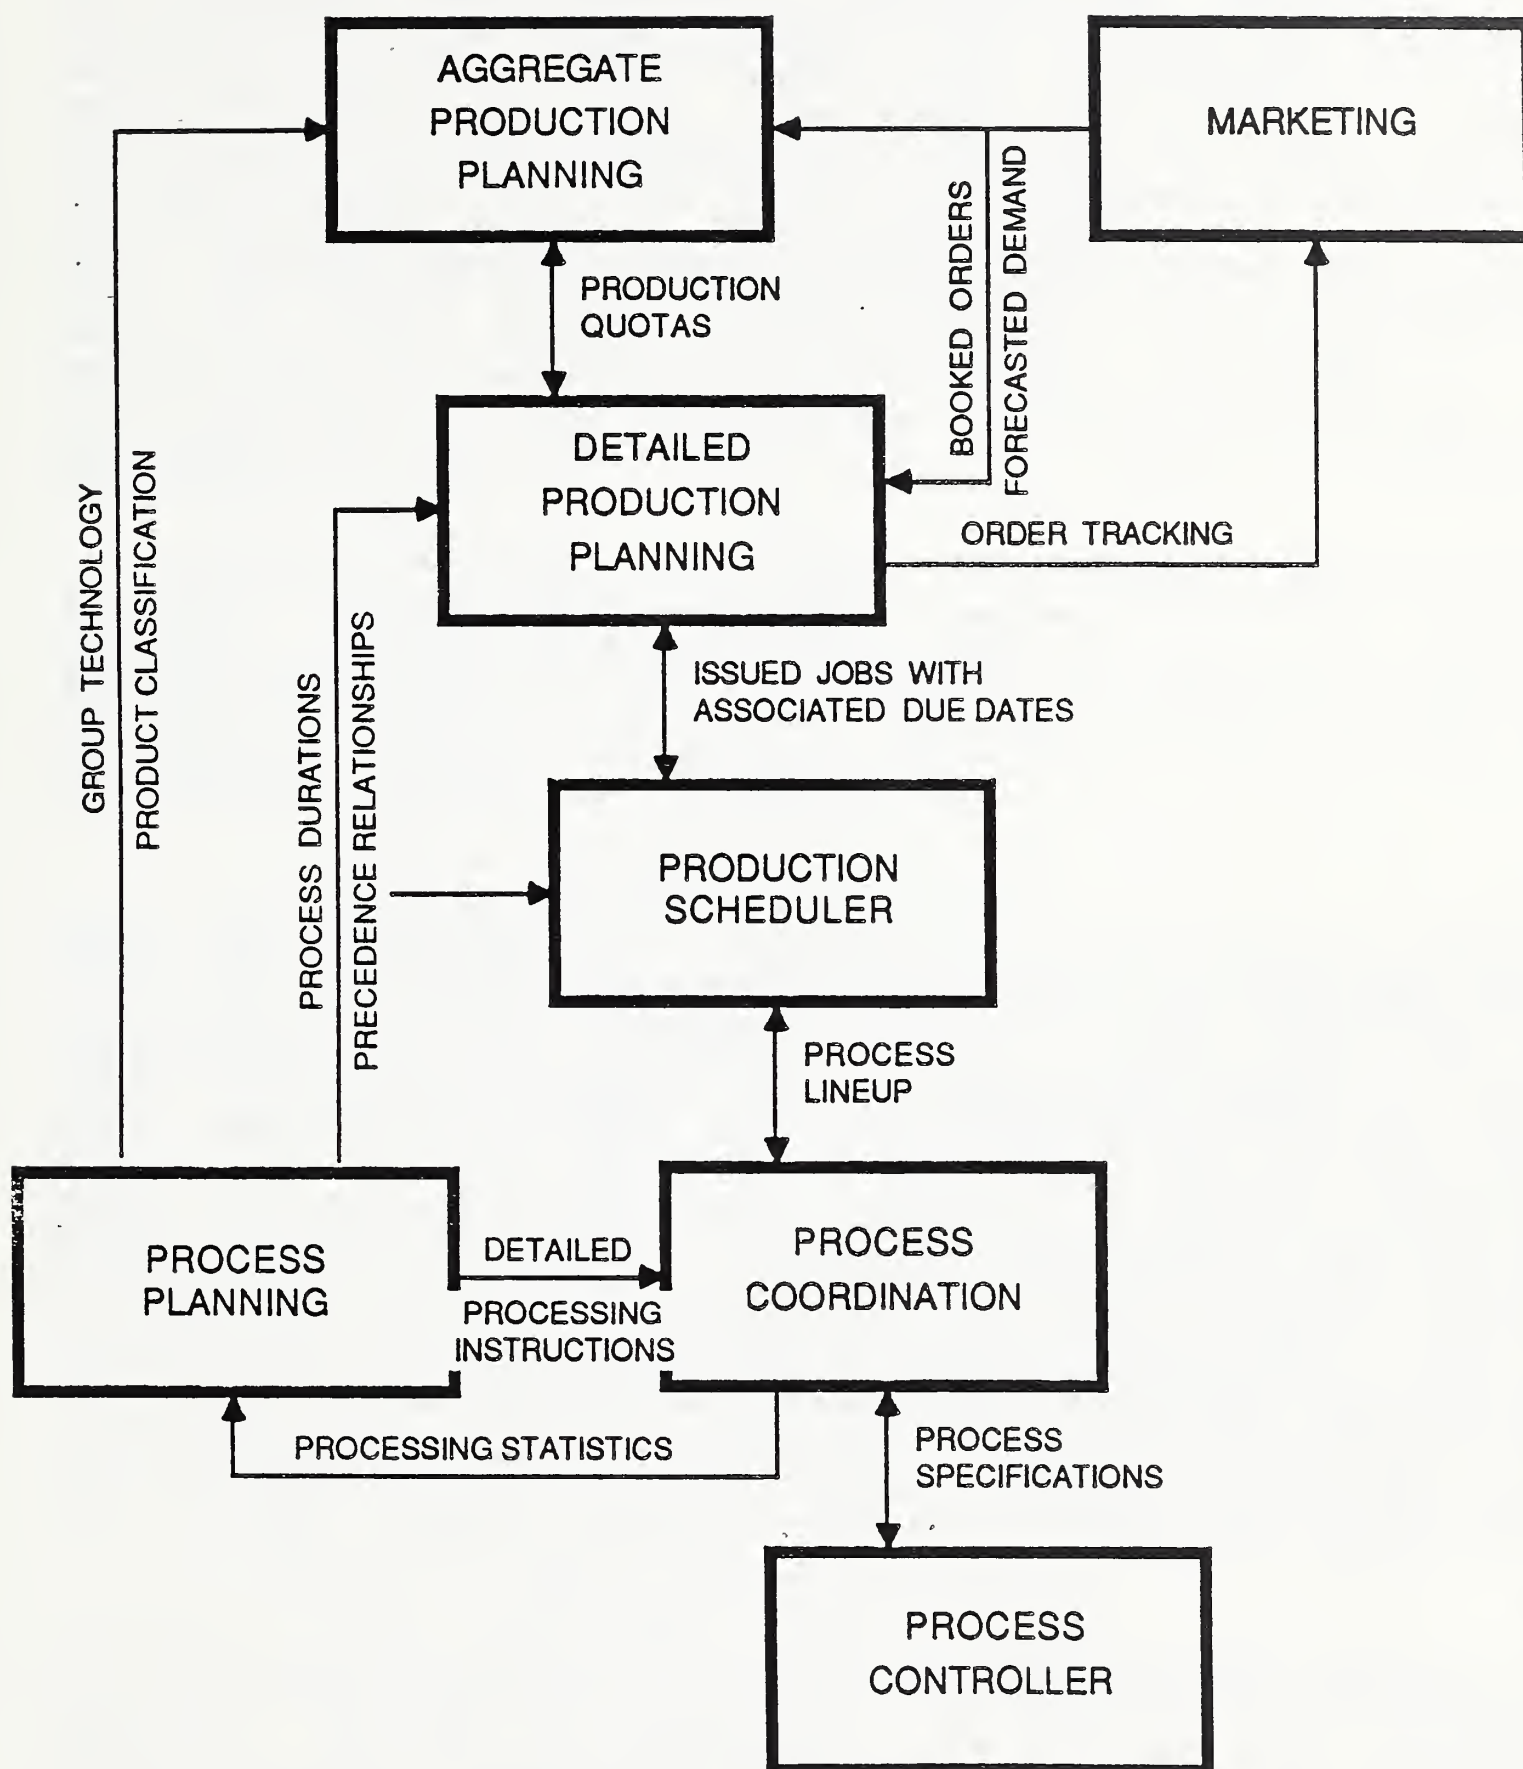 AGGREGATE
PRODUCTION
PLANNING
MARKETING
BOOKED ORDERS
FORECASTED DEMAND
PRODUCTION
QUOTAS
DETAILED
PRODUCTION
PLANNING
ORDER TRACKING
GROUP TECHNOLOGY
PRODUCT CLASSIFICATION
PROCESS DURATIONS
PRECEDENCE RELATIONSHIPS
ISSUED JOBS WITH
ASSOCIATED DUE DATES
PRODUCTION
SCHEDULER
PROCESS
LINEUP
PROCESS
PLANNING
DETAILED
PROCESSING
INSTRUCTIONS
PROCESS
COORDINATION
PROCESSING STATISTICS
PROCESS
SPECIFICATIONS
PROCESS
CONTROLLER